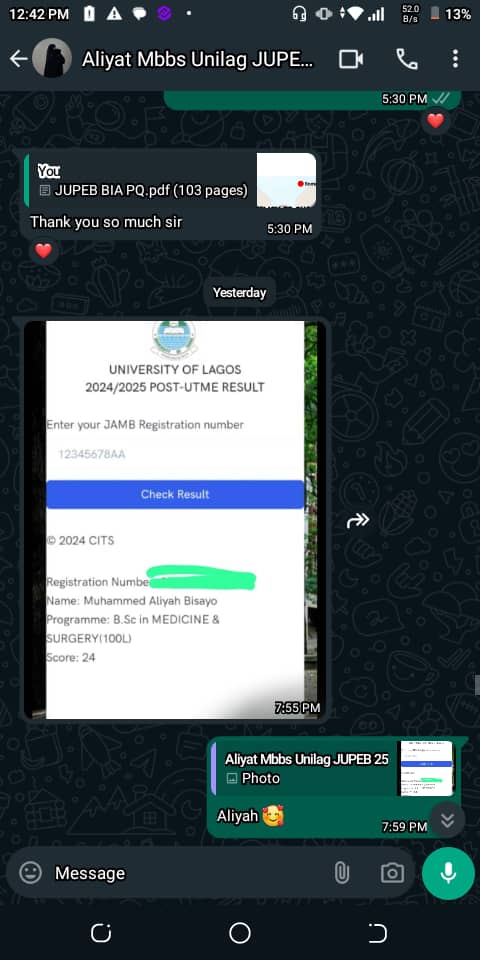 12:42 PM
52.0
B/s
13%
Aliyat Mbbs Unilag JUPE...
5:30 PM
You
JUPEB BIA PQ.pdf (103 pages)
Thank you so much sir
5:30 PM
Yesterday
UNIVERSITY OF LAGOS
2024/2025 POST-UTME RESULT
Enter your JAMB Registration number
12345678AA
Check Result
© 2024 CITS
Registration Numbe
Name: Muhammed Aliyah Bisayo
Programme: B.Sc in MEDICINE &
SURGERY(100L)
Score: 24
7:55 PM
Aliyat Mbbs Unilag JUPEB 25
Photo
Aliyah 🥰
7:59 PM
Message